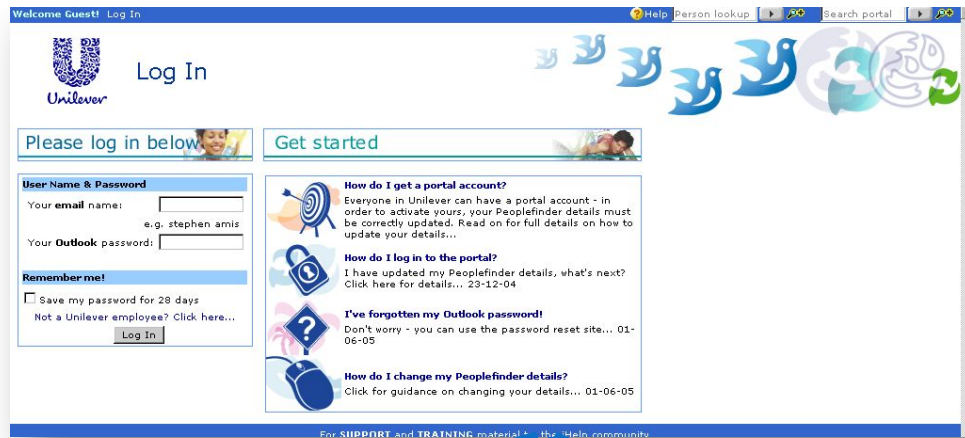 Welcome Guest! Log In
Help Person lookup Search portal
Unilever
Log In
Please log in below
Get started
User Name & Password
Your email name:
e.g. stephen amis
Your Outlook password:
Remember me!
Save my password for 28 days
Not a Unilever employee? Click here...
Log In
How do I get a portal account?
Everyone in Unilever can have a portal account - in
order to activate yours, your Peoplefinder details must
be correctly updated. Read on for full details on how to
update your details...
How do I log in to the portal?
I have updated my Peoplefinder details, what's next?
Click here for details... 23-12-04
I've forgotten my Outlook password!
Don't worry - you can use the password reset site... 01-
06-05
How do I change my Peoplefinder details?
Click for guidance on changing your details... 01-06-05
For SUPPORT and TRAINING material the Help community